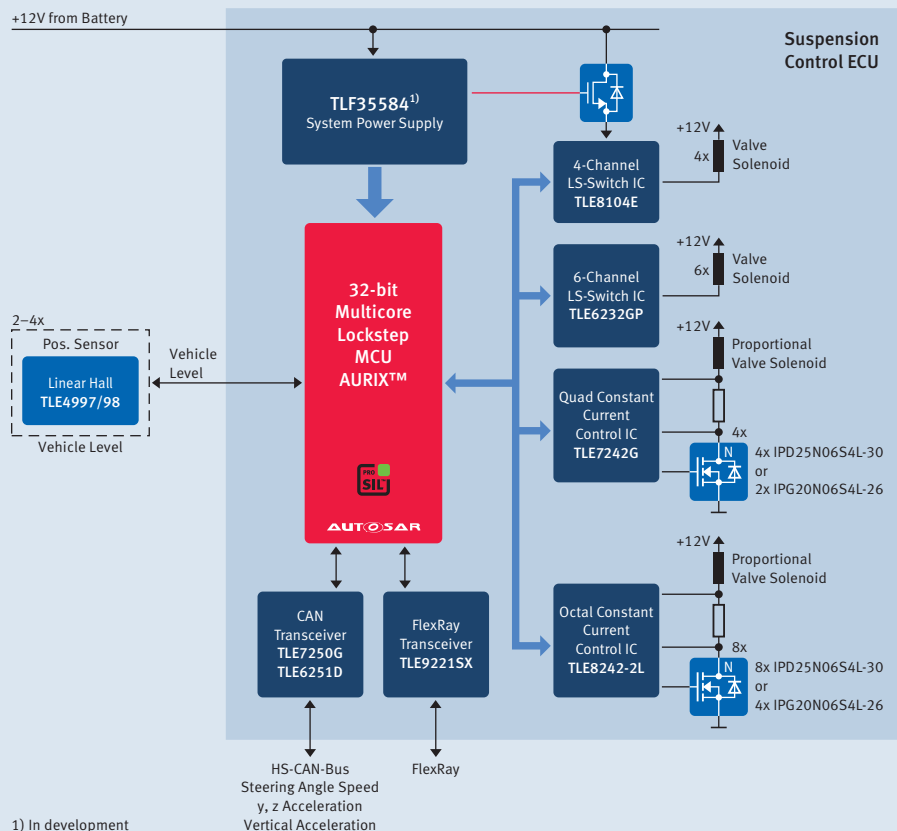 +12V from Battery
Suspension
Control ECU
TLF35584¹⁾
System Power Supply
4-Channel
LS-Switch IC
TLE8104E
+12V
4x
Valve
Solenoid
6-Channel
LS-Switch IC
TLE6232GP
+12V
6x
Valve
Solenoid
32-bit
Multicore
Lockstep
MCU
AURIX™
PRO
SIL™
AUTOSAR
2–4x
Pos. Sensor
Linear Hall
TLE4997/98
Vehicle Level
Vehicle
Level
Quad Constant
Current
Control IC
TLE7242G
+12V
Proportional
Valve Solenoid
4x
N
4x IPD25N06S4L-30
or
2x IPG20N06S4L-26
Octal Constant
Current
Control IC
TLE8242-2L
+12V
Proportional
Valve Solenoid
8x
N
8x IPD25N06S4L-30
or
4x IPG20N06S4L-26
CAN
Transceiver
TLE7250G
TLE6251D
FlexRay
Transceiver
TLE9221SX
HS-CAN-Bus
Steering Angle Speed
y, z Acceleration
Vertical Acceleration
FlexRay
1) In development